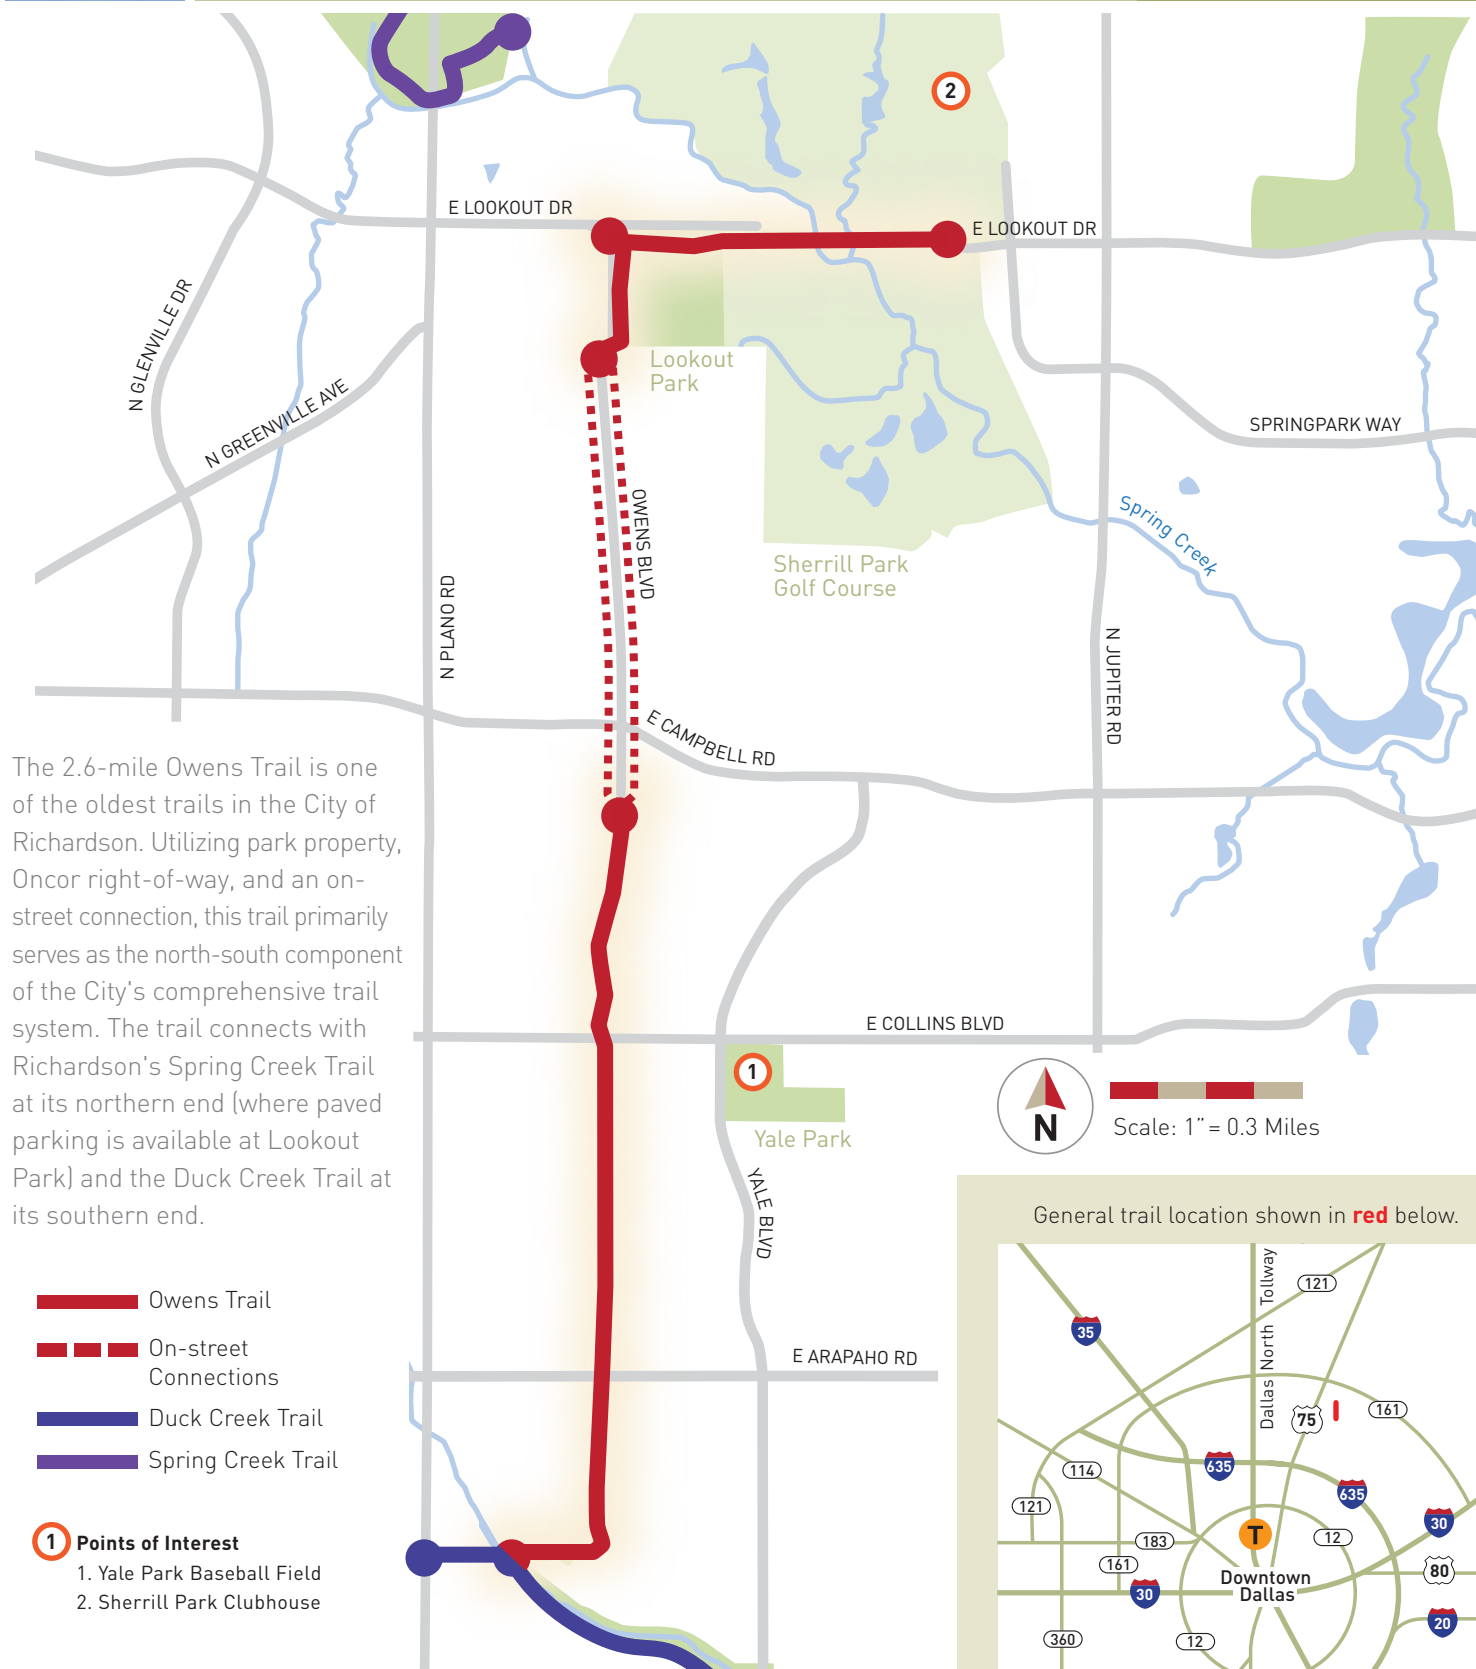 2
E LOOKOUT DR
E LOOKOUT DR
N GLENVILLE DR
N GREENVILLE AVE
Lookout
Park
SPRINGPARK WAY
OWENS BLVD
Spring Creek
Sherrill Park
Golf Course
N PLANO RD
N JUPITER RD
E CAMPBELL RD
The 2.6-mile Owens Trail is one
of the oldest trails in the City of
Richardson. Utilizing park property,
Oncor right-of-way, and an on-
street connection, this trail primarily
serves as the north-south component
of the City's comprehensive trail
system. The trail connects with
Richardson's Spring Creek Trail
at its northern end (where paved
parking is available at Lookout
Park) and the Duck Creek Trail at
its southern end.
E COLLINS BLVD
1
Yale Park
N
Scale: 1” = 0.3 Miles
YALE BLVD
E ARAPAHO RD
Owens Trail
On-street
Connections
Duck Creek Trail
Spring Creek Trail
1 Points of Interest
1. Yale Park Baseball Field
2. Sherrill Park Clubhouse
General trail location shown in red below.
Dallas North Tollway
121
35
75
161
114
635
635
121
30
183
T
12
161
80
Downtown
Dallas
30
20
360
12